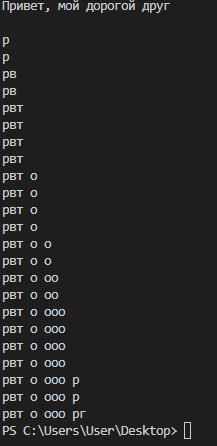 Привет, мой дорогой друг

р
р
рв
рв
рвт
рвт
рвт
рвт
рвт о
рвт о
рвт о
рвт о
рвт о о
рвт о о
рвт о оо
рвт о оо
рвт о ооо
рвт о ооо
рвт о ооо
рвт о ооо
рвт о ооо р
рвт о ооо р
рвт о ооо рг
PS C:\Users\User\Desktop>